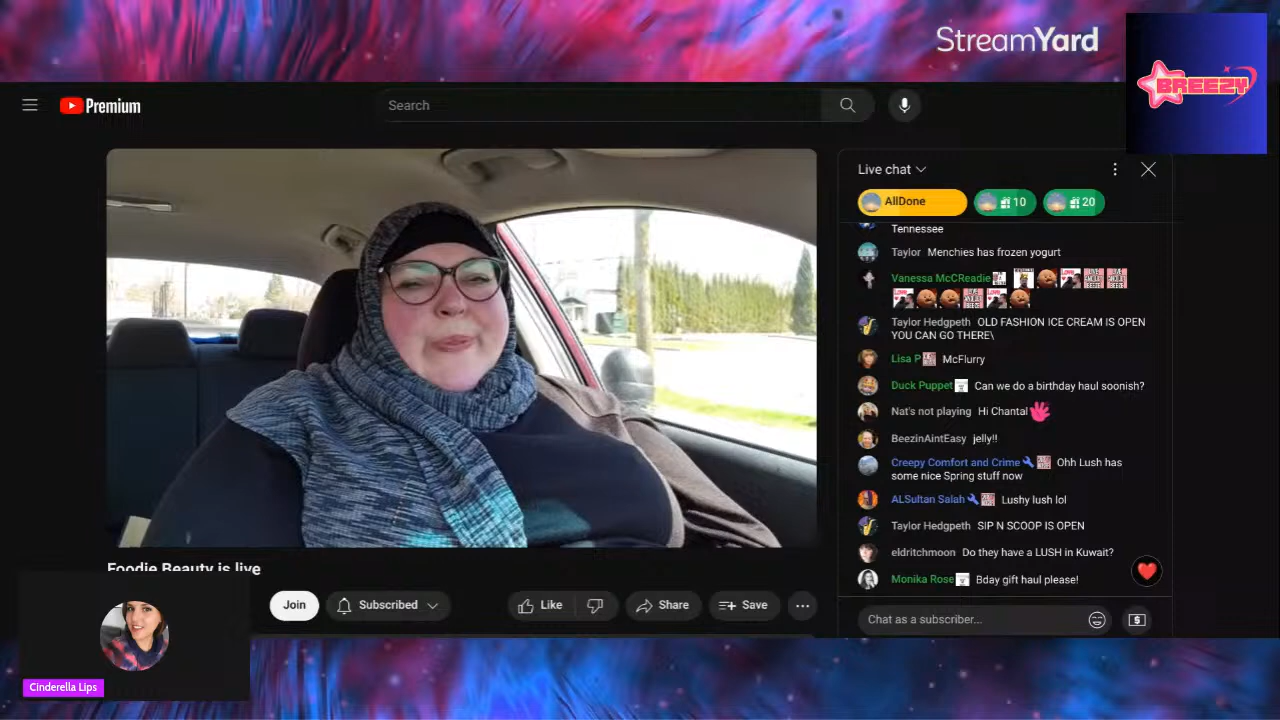 StreamYard
BREEZY
Premium
Search
Live chat
AllDone
10
20
Tennessee
Taylor Menchies has frozen yogurt
Vanessa McCReadie
Taylor Hedgpeth OLD FASHION ICE CREAM IS OPEN
YOU CAN GO THERE\
Lisa P McFlurry
Duck Puppet Can we do a birthday haul soonish?
Nat's not playing Hi Chantal
BeezinAintEasy jelly!!
Creepy Comfort and Crime Ohh Lush has
some nice Spring stuff now
ALSultan Salah Lushy lush lol
Taylor Hedgpeth SIP N SCOOP IS OPEN
eldritchmoon Do they have a LUSH in Kuwait?
Monika Rose Bday gift haul please!
Chat as a subscriber...
Foodie Beauty is live
Join
Subscribed
Like
Share
Save
Cinderella Lips